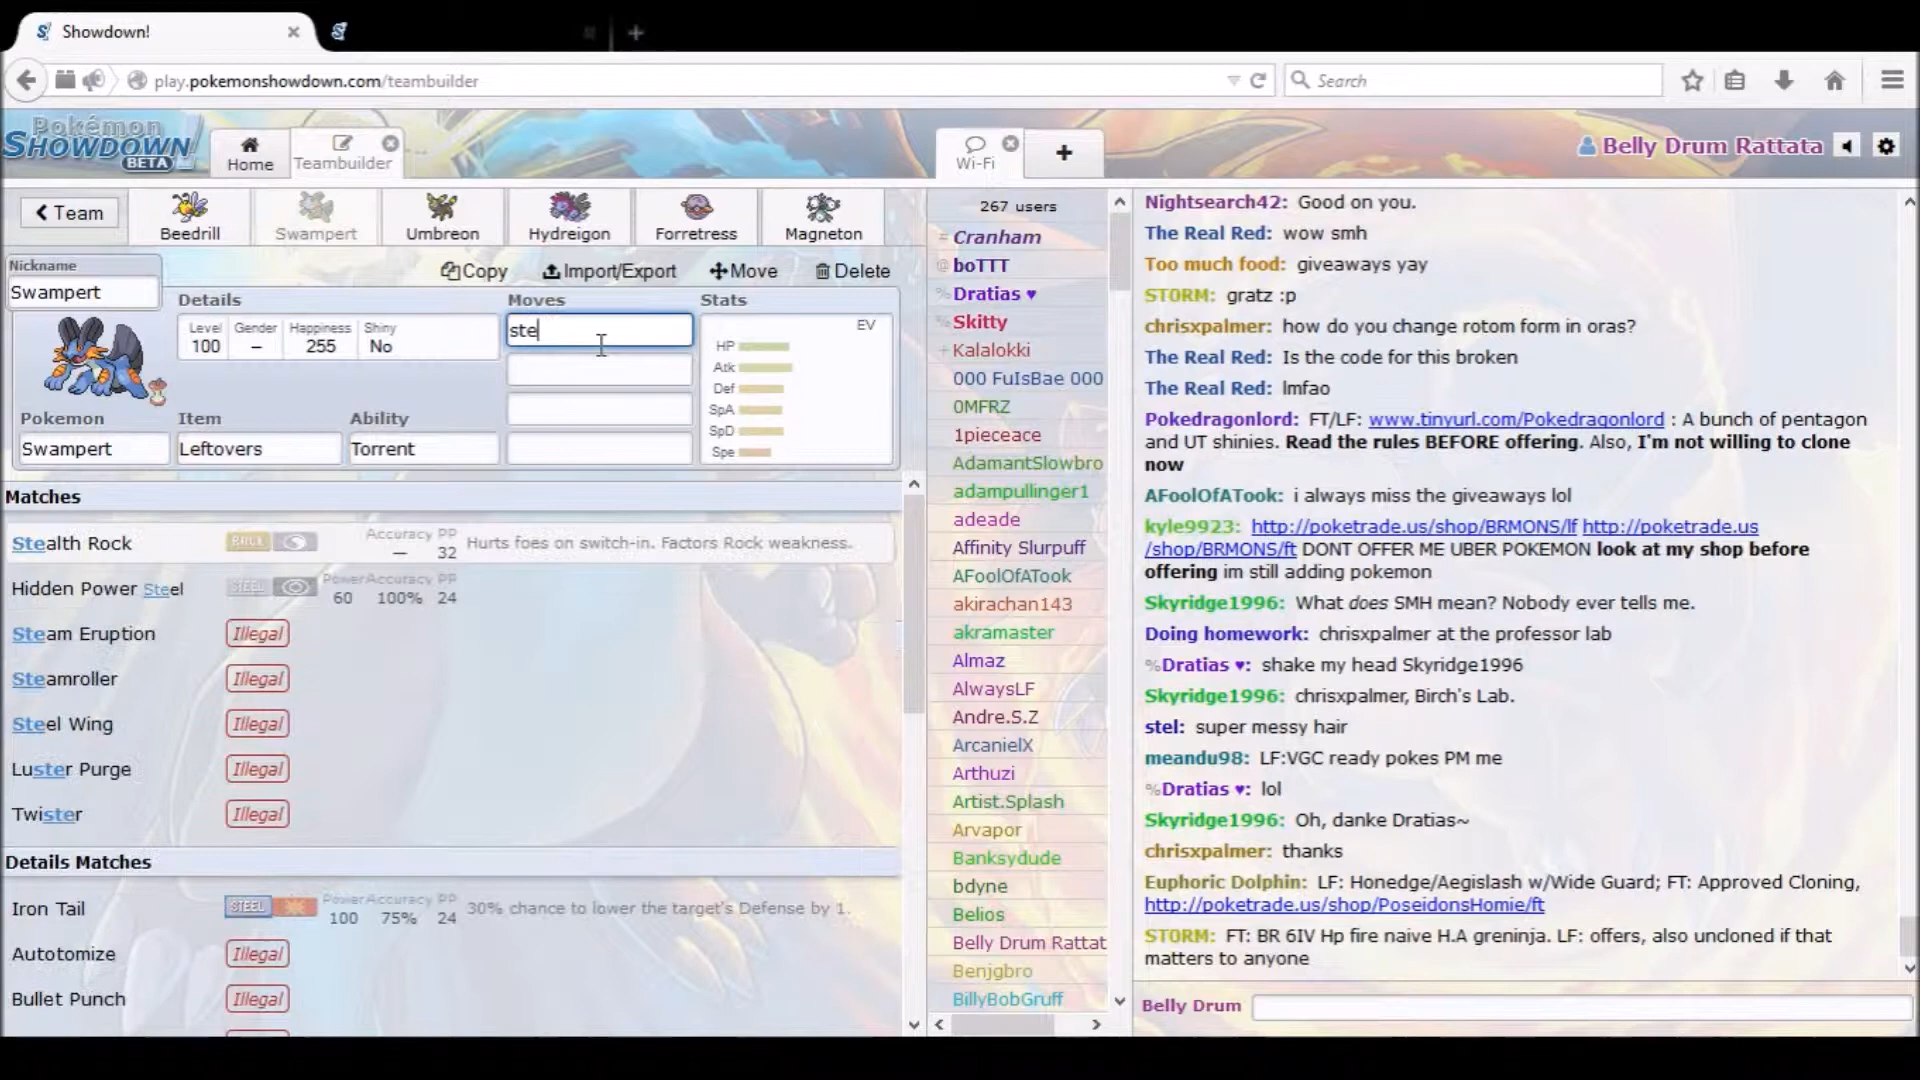 Showdown!
play.pokemonshowdown.com/teambuilder
Search
Pokémon
SHOWDOWN!
BETA
Home
Teambuilder
Wi-Fi
Belly Drum Rattata
Team
Beedrill
Swampert
Umbreon
Hydreigon
Forretress
Magneton
Nickname
Swampert
Copy
Import/Export
Move
Delete
Details
Moves
Stats
Level
Gender
Happiness
Shiny
100
–
255
No
ste
EV
HP
Atk
Def
SpA
SpD
Spe
Pokemon
Item
Ability
Swampert
Leftovers
Torrent
Matches
Stealth Rock ROCK Accuracy — PP 32 Hurts foes on switch-in. Factors Rock weakness.
Hidden Power Steel STEEL Power 60 Accuracy 100% PP 24
Steam Eruption Illegal
Steamroller Illegal
Steel Wing Illegal
Luster Purge Illegal
Twister Illegal
Details Matches
Iron Tail STEEL Power 100 Accuracy 75% PP 24 30% chance to lower the target's Defense by 1.
Autotomize Illegal
Bullet Punch Illegal
267 users
# Cranham
@ boTTT
% Dratias ♥
% Skitty
+ Kalalokki
000 FuIsBae 000
0MFRZ
1pieceace
AdamantSlowbro
adampullinger1
adeade
Affinity Slurpuff
AFoolOfATook
akirachan143
akramaster
Almaz
AlwaysLF
Andre.S.Z
ArcanielX
Arthuzi
Artist.Splash
Arvapor
Banksydude
bdyne
Belios
Belly Drum Rattat
Benjgbro
BillyBobGruff
Nightsearch42: Good on you.
The Real Red: wow smh
Too much food: giveaways yay
STORM: gratz :p
chrisxpalmer: how do you change rotom form in oras?
The Real Red: Is the code for this broken
The Real Red: lmfao
Pokedragonlord: FT/LF: www.tinyurl.com/Pokedragonlord : A bunch of pentagon
and UT shinies. Read the rules BEFORE offering. Also, I'm not willing to clone
now
AFoolOfATook: i always miss the giveaways lol
kyle9923: http://poketrade.us/shop/BRMONS/lf http://poketrade.us
/shop/BRMONS/ft DONT OFFER ME UBER POKEMON look at my shop before
offering im still adding pokemon
Skyridge1996: What does SMH mean? Nobody ever tells me.
Doing homework: chrisxpalmer at the professor lab
%Dratias ♥: shake my head Skyridge1996
Skyridge1996: chrisxpalmer, Birch's Lab.
stel: super messy hair
meandu98: LF:VGC ready pokes PM me
%Dratias ♥: lol
Skyridge1996: Oh, danke Dratias~
chrisxpalmer: thanks
Euphoric Dolphin: LF: Honedge/Aegislash w/Wide Guard; FT: Approved Cloning,
http://poketrade.us/shop/PoseidonsHomie/ft
STORM: FT: BR 6IV Hp fire naive H.A greninja. LF: offers, also uncloned if that
matters to anyone
Belly Drum